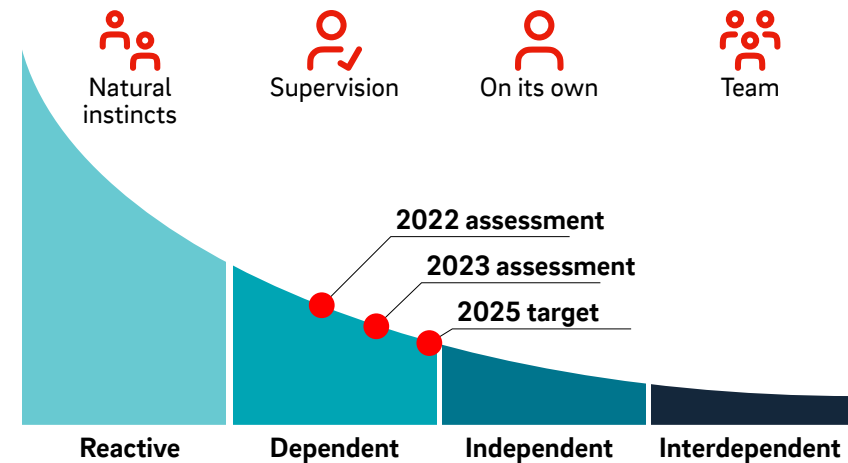 Natural
instincts
Supervision
On its own
Team
2022 assessment
2023 assessment
2025 target
Reactive
Dependent
Independent
Interdependent